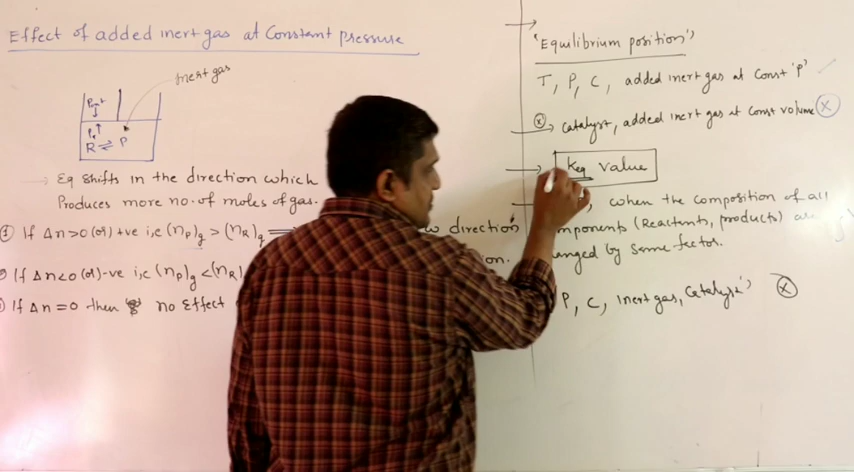 Effect of added inert gas at Constant pressure
inert gas
Pext
R ⇌ P
→ Eq shifts in the direction which
Produces more no. of moles of gas.
① If Δn>0 (or) +ve i,e (np)g > (nR)g
If Δn<0 (or) -ve i,e (np)g < (nR)
If Δn=0 then no Effect
→
"Equilibrium position"
T, P, C, added inert gas at Const 'P'
ⓧ → Catalyst, added inert gas at Const volume ⓧ
→ Keq value
, when the composition of all
direction
mponents (Reactants, products) are
on.
anged by same factor.
P, C, inert gas, Catalyst ⓧ